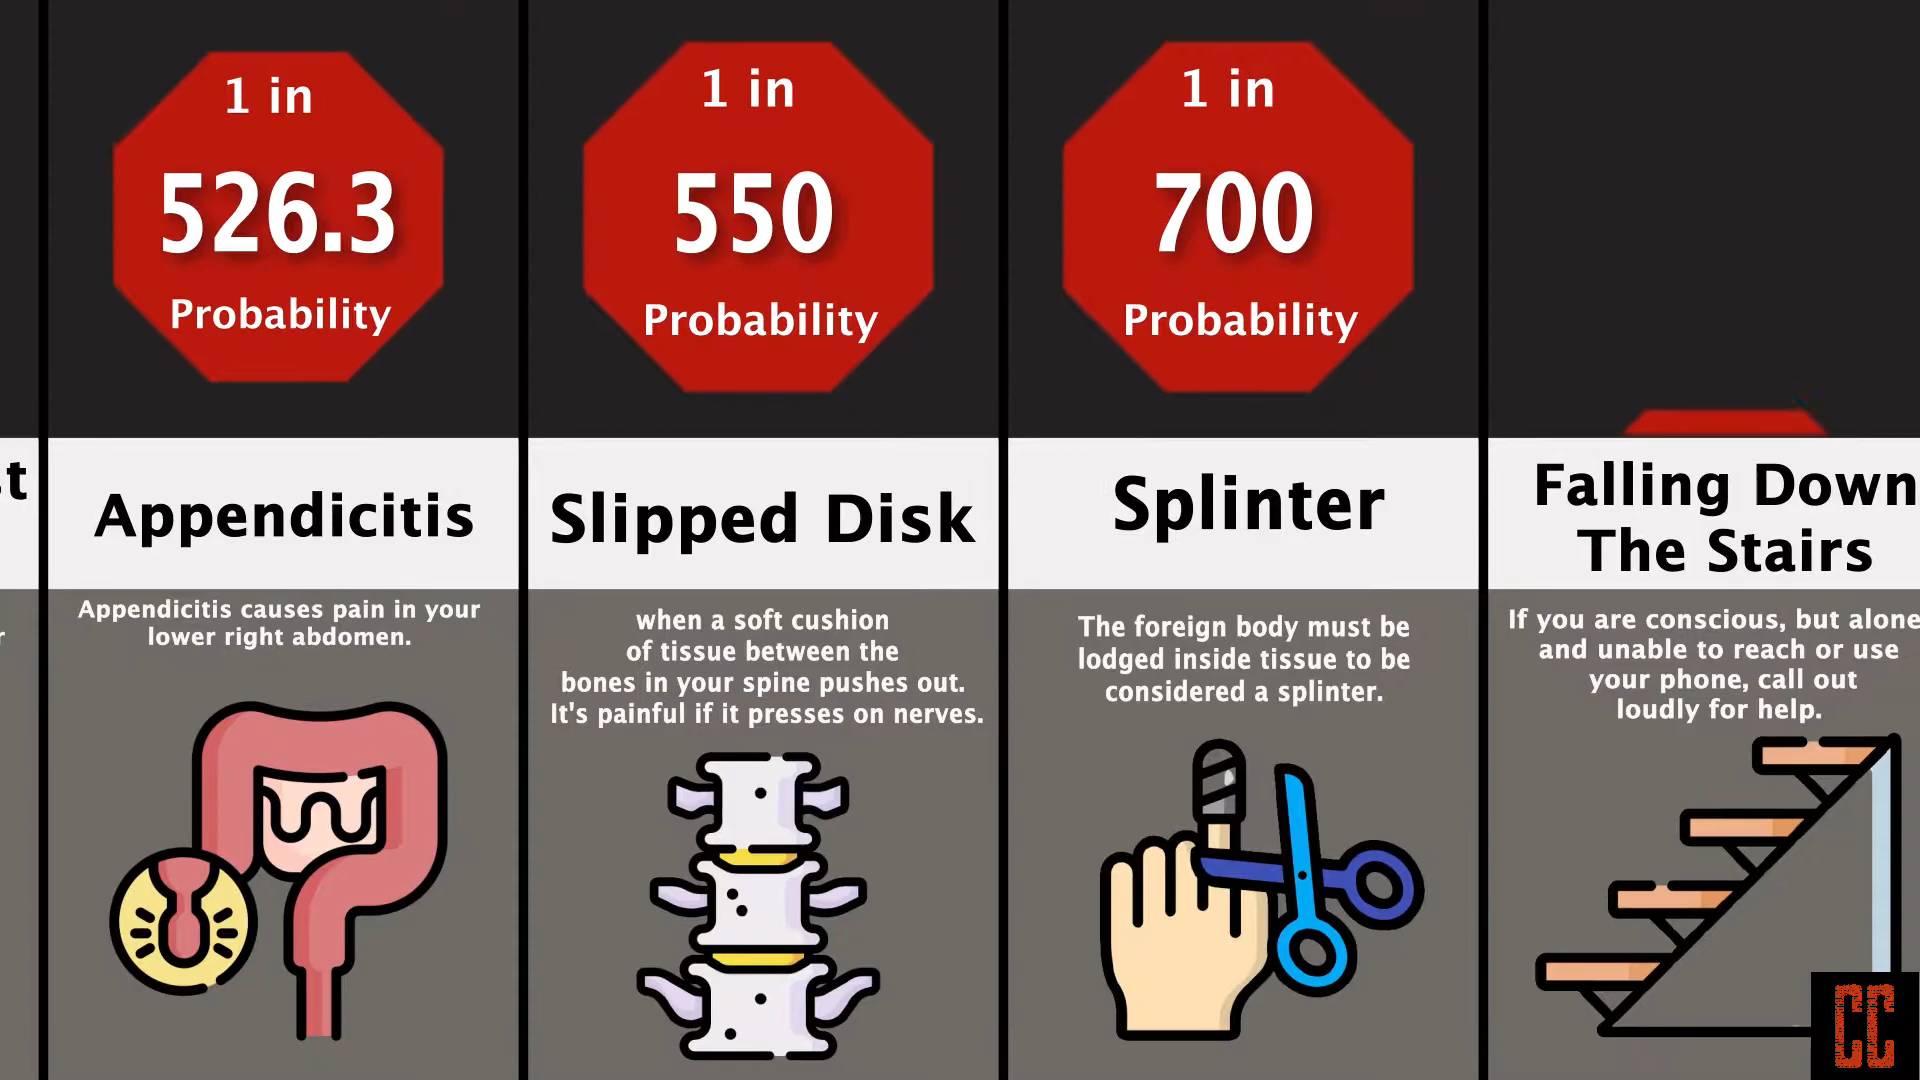 1 in
526.3
Probability
Appendicitis
Appendicitis causes pain in your
lower right abdomen.
1 in
550
Probability
Slipped Disk
when a soft cushion
of tissue between the
bones in your spine pushes out.
It's painful if it presses on nerves.
1 in
700
Probability
Splinter
The foreign body must be
lodged inside tissue to be
considered a splinter.
Falling Down
The Stairs
If you are conscious, but alone
and unable to reach or use
your phone, call out
loudly for help.
CC